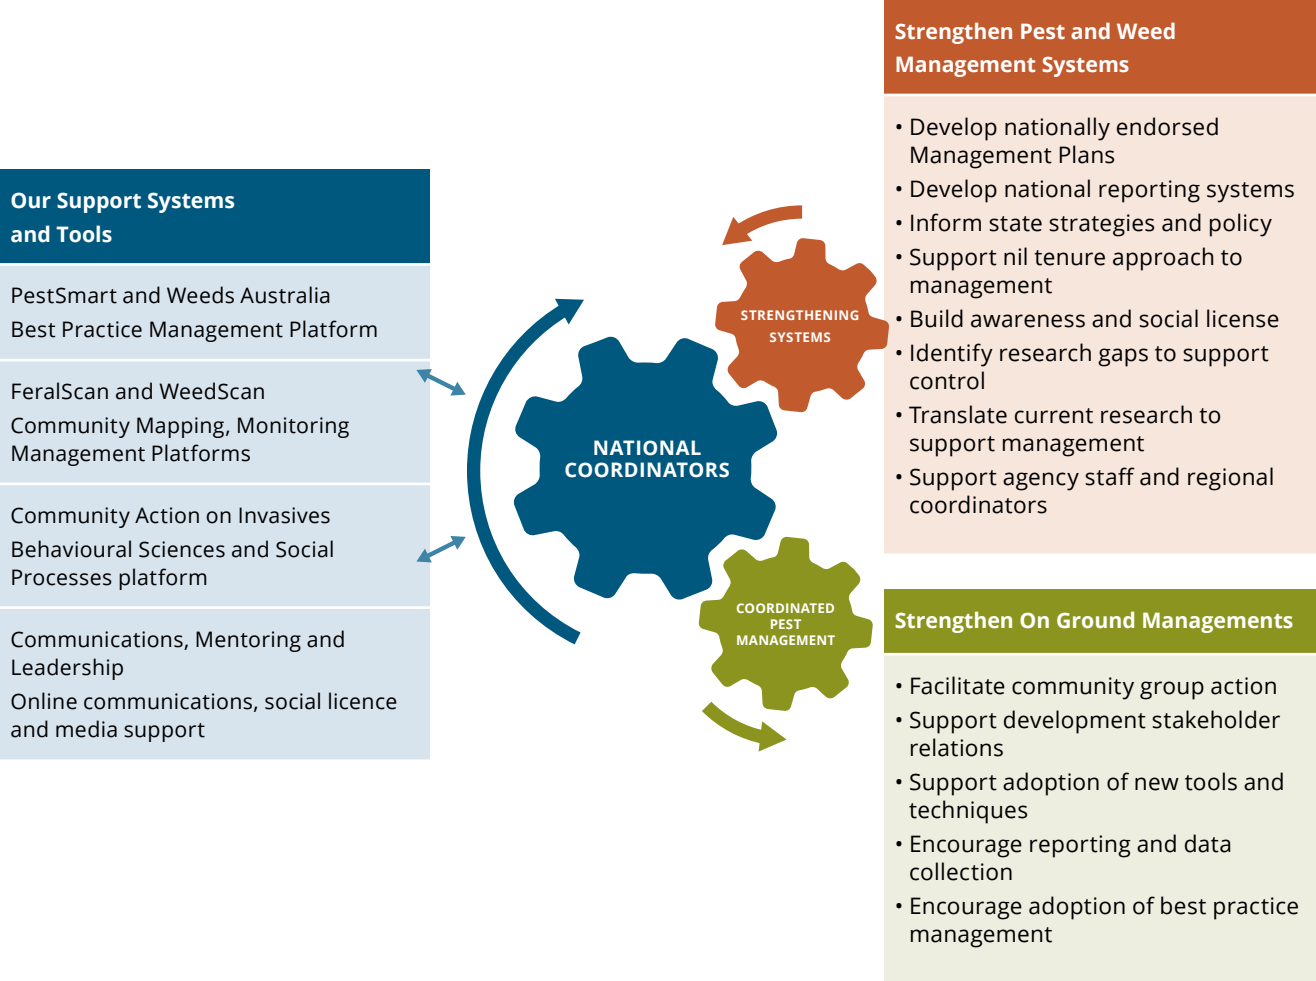 Our Support Systems
and Tools
PestSmart and Weeds Australia
Best Practice Management Platform
FeralScan and WeedScan
Community Mapping, Monitoring
Management Platforms
Community Action on Invasives
Behavioural Sciences and Social
Processes platform
Communications, Mentoring and
Leadership
Online communications, social licence
and media support
NATIONAL
COORDINATORS
STRENGTHENING
SYSTEMS
COORDINATED
PEST
MANAGEMENT
Strengthen Pest and Weed
Management Systems
• Develop nationally endorsed
Management Plans
• Develop national reporting systems
• Inform state strategies and policy
• Support nil tenure approach to
management
• Build awareness and social license
• Identify research gaps to support
control
• Translate current research to
support management
• Support agency staff and regional
coordinators
Strengthen On Ground Managements
• Facilitate community group action
• Support development stakeholder
relations
• Support adoption of new tools and
techniques
• Encourage reporting and data
collection
• Encourage adoption of best practice
management